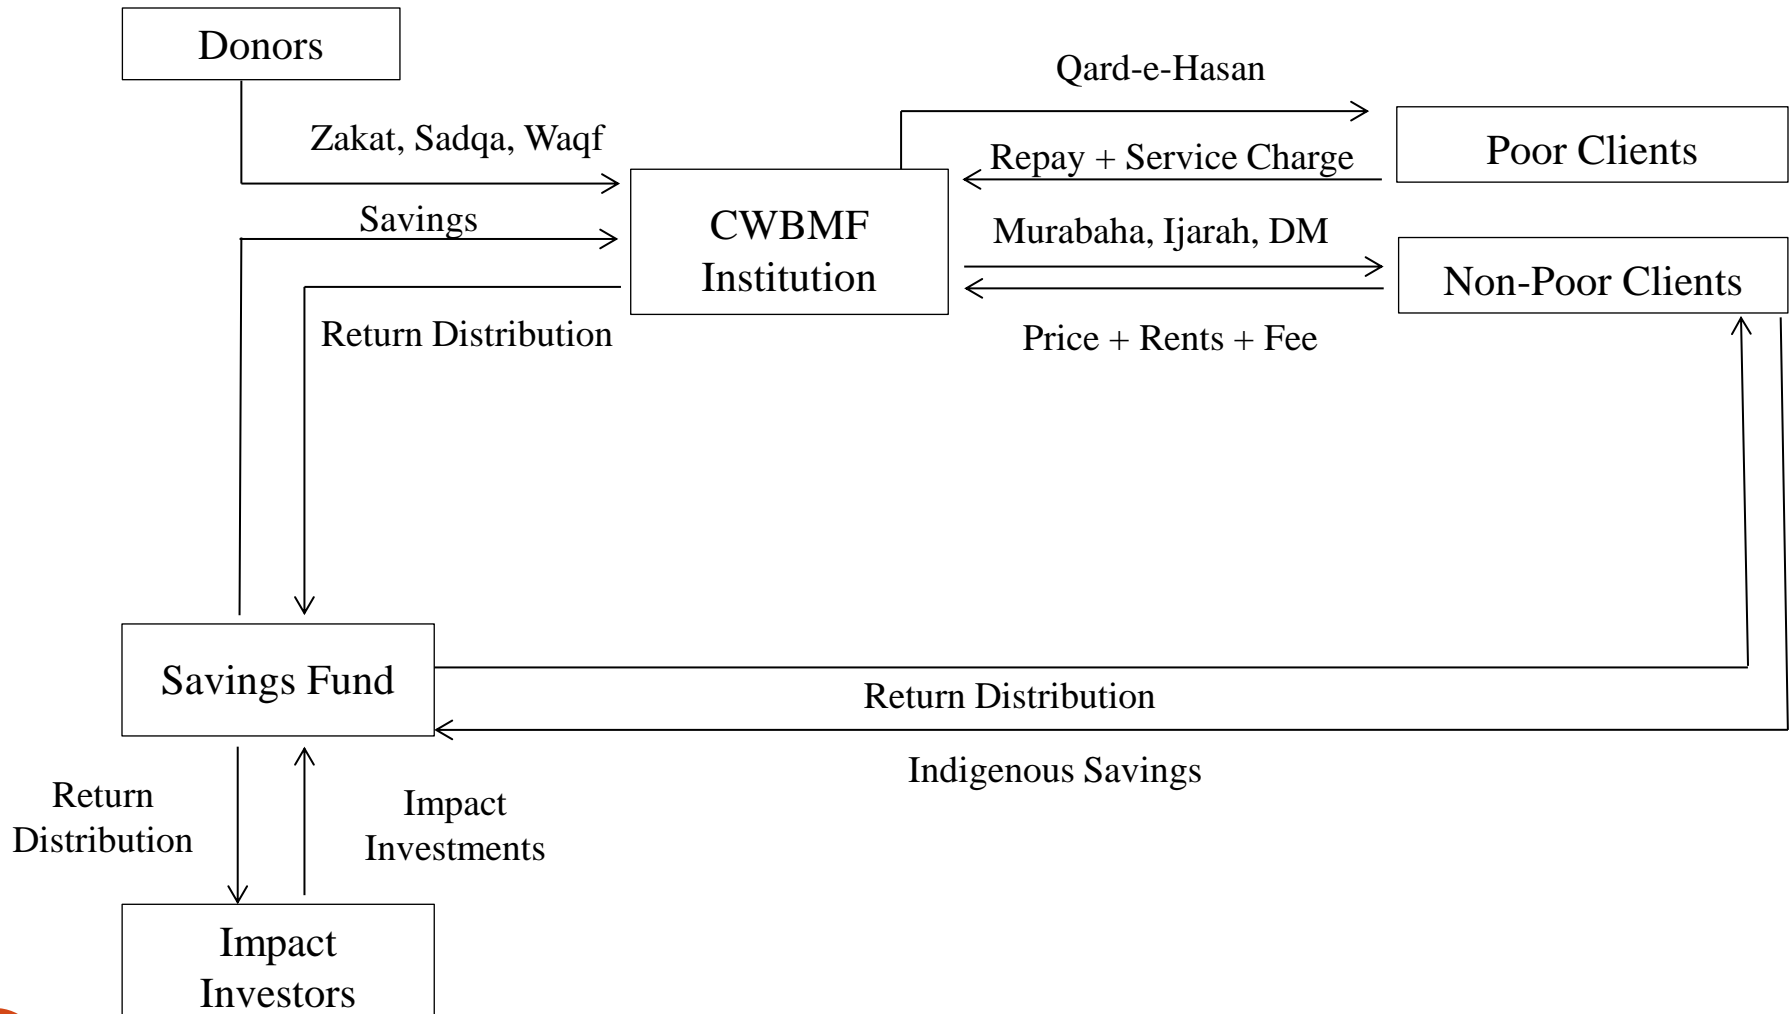 Donors
Qard-e-Hasan
Zakat, Sadqa, Waqf
Repay + Service Charge
Poor Clients
Savings
CWBMF
Institution
Murabaha, Ijarah, DM
Non-Poor Clients
Return Distribution
Price + Rents + Fee
Savings Fund
Return Distribution
Indigenous Savings
Return
Distribution
Impact
Investments
Impact
Investors